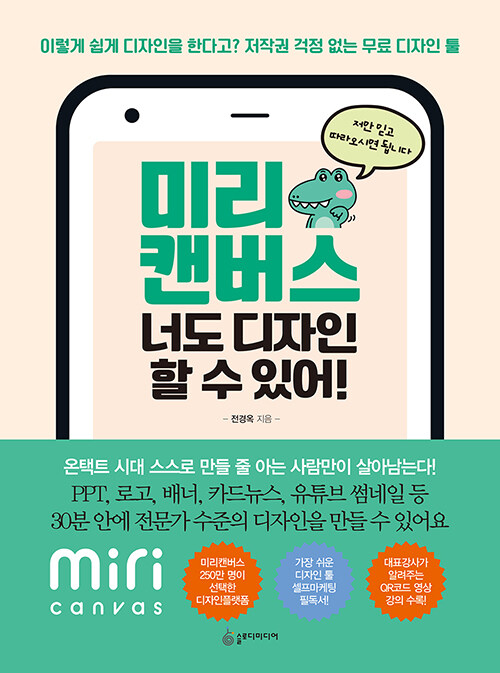 이렇게 쉽게 디자인을 한다고? 저작권 걱정 없는 무료 디자인 툴
저만 믿고
따라오시면 됩니다
미리
캔버스
너도 디자인
할 수 있어!
– 전경옥 지음 –
온택트 시대 스스로 만들 줄 아는 사람만이 살아남는다!
PPT, 로고, 배너, 카드뉴스, 유튜브 썸네일 등
30분 안에 전문가 수준의 디자인을 만들 수 있어요
miri
canvas
미리캔버스
250만 명이
선택한
디자인플랫폼
가장 쉬운
디자인 툴
셀프마케팅
필독서!
대표강사가
알려주는
QR코드 영상
강의 수록!
슬로디미디어